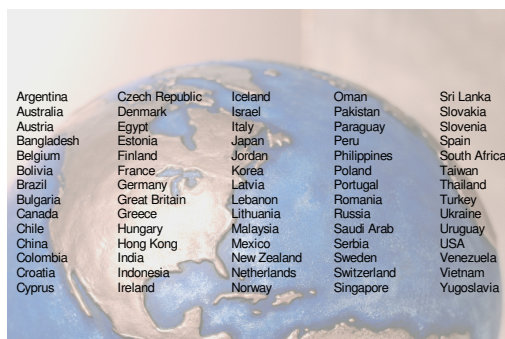 Argentina
Australia
Austria
Bangladesh
Belgium
Bolivia
Brazil
Bulgaria
Canada
Chile
China
Colombia
Croatia
Cyprus
Czech Republic
Denmark
Egypt
Estonia
Finland
France
Germany
Great Britain
Greece
Hungary
Hong Kong
India
Indonesia
Ireland
Iceland
Israel
Italy
Japan
Jordan
Korea
Latvia
Lebanon
Lithuania
Malaysia
Mexico
New Zealand
Netherlands
Norway
Oman
Pakistan
Paraguay
Peru
Philippines
Poland
Portugal
Romania
Russia
Saudi Arab
Serbia
Sweden
Switzerland
Singapore
Sri Lanka
Slovakia
Slovenia
Spain
South Africa
Taiwan
Thailand
Turkey
Ukraine
Uruguay
USA
Venezuela
Vietnam
Yugoslavia